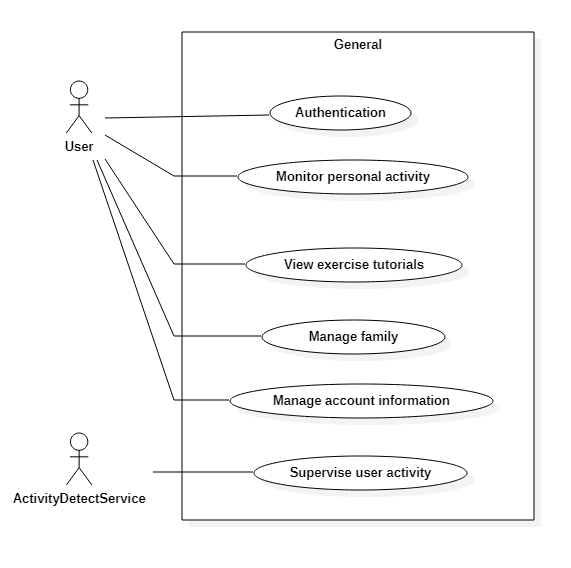 General
Authentication
User
Monitor personal activity
View exercise tutorials
Manage family
Manage account information
Supervise user activity
ActivityDetectService